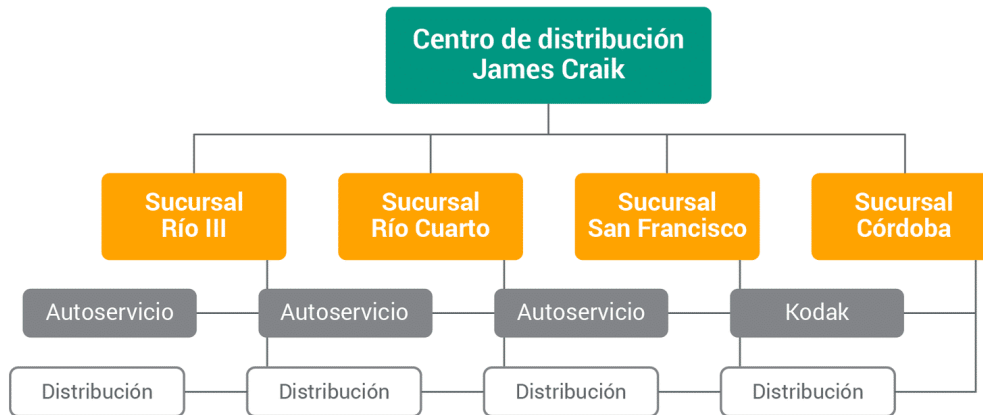 Centro de distribución
James Craik
Sucursal
Río III
Sucursal
Río Cuarto
Sucursal
San Francisco
Sucursal
Córdoba
Autoservicio
Autoservicio
Autoservicio
Kodak
Distribución
Distribución
Distribución
Distribución